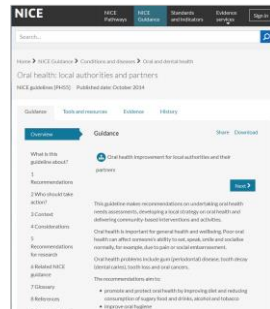 NICE
NICE Pathways
NICE Guidance
Standards and Indicators
Evidence services
Sign in
Search...
Home > NICE Guidance > Conditions and diseases > Oral and dental health
Oral health: local authorities and partners
NICE guidelines [PH55] Published date: October 2014
Guidance Tools and resources Evidence History
Overview
What is this
guideline about?
1
Recommendations
2 Who should take
action?
3 Context
4 Considerations
5
Recommendations
for research
6 Related NICE
guidance
7 Glossary
8 References
Guidance Share Download
Oral health improvement for local authorities and their
partners
Next >
This guideline makes recommendations on undertaking oral health
needs assessments, developing a local strategy on oral health and
delivering community-based interventions and activities.
Oral health is important for general health and wellbeing. Poor oral
health can affect someone's ability to eat, speak, smile and socialise
normally, for example, due to pain or social embarrassment.
Oral health problems include gum (periodontal) disease, tooth decay
(dental caries), tooth loss and oral cancers.
The recommendations aim to:
• promote and protect oral health by improving diet and reducing
consumption of sugary food and drinks, alcohol and tobacco
• improve oral hygiene